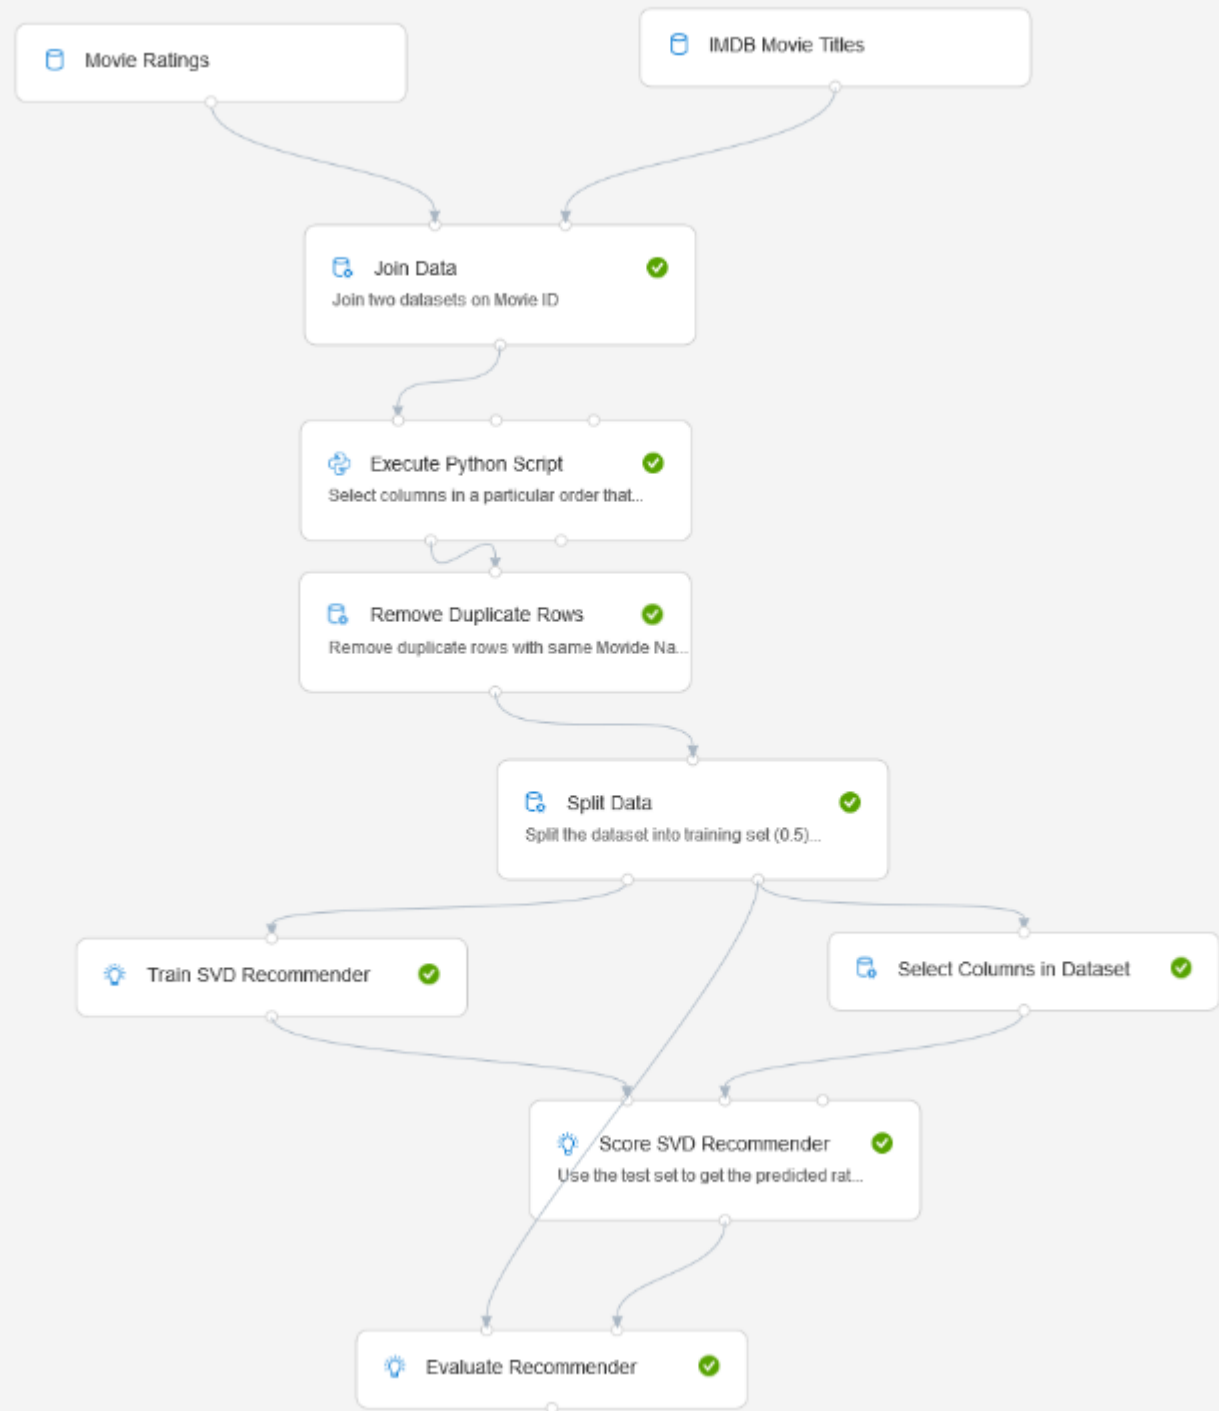 Movie Ratings
IMDB Movie Titles
Join Data
Join two datasets on Movie ID
Execute Python Script
Select columns in a particular order that...
Remove Duplicate Rows
Remove duplicate rows with same Movide Na...
Split Data
Split the dataset into training set (0.5)...
Train SVD Recommender
Select Columns in Dataset
Score SVD Recommender
Use the test set to get the predicted rat...
Evaluate Recommender